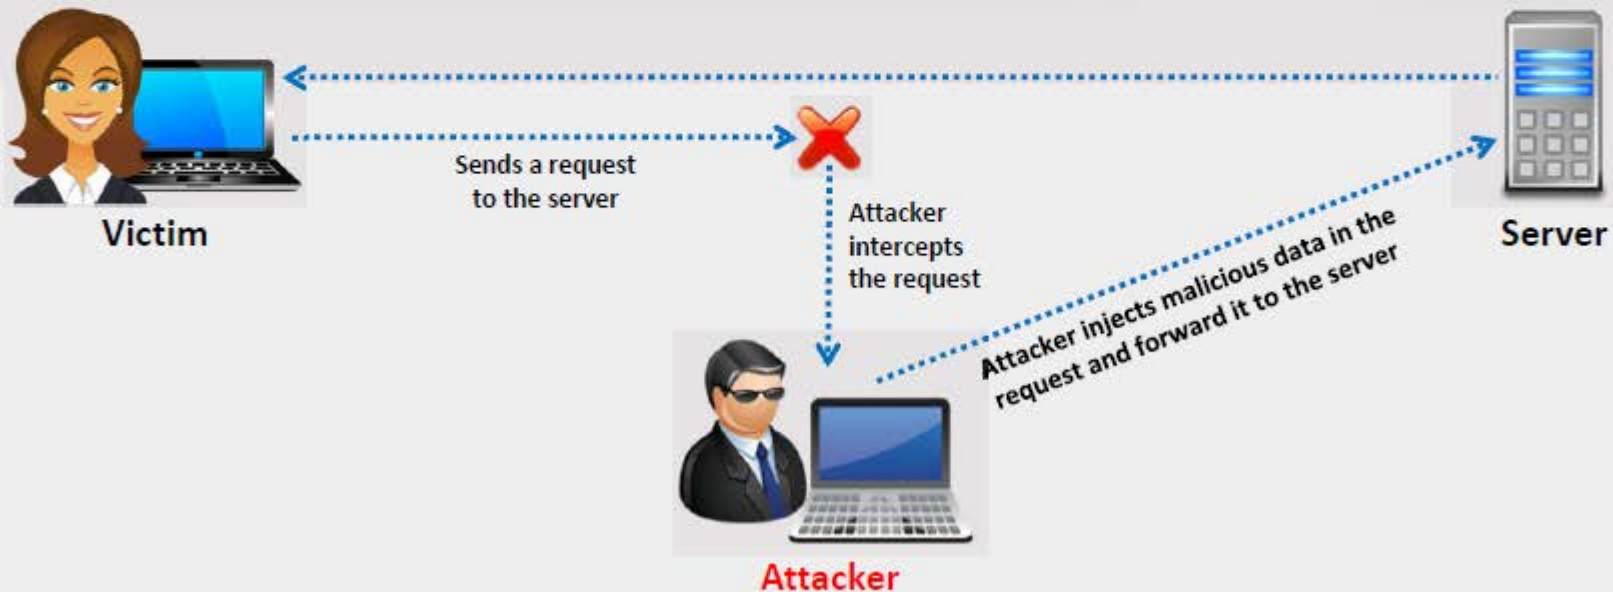 Sends a request
to the server
Victim
Attacker
intercepts
the request
Attacker injects malicious data in the
request and forward it to the server
Server
Attacker